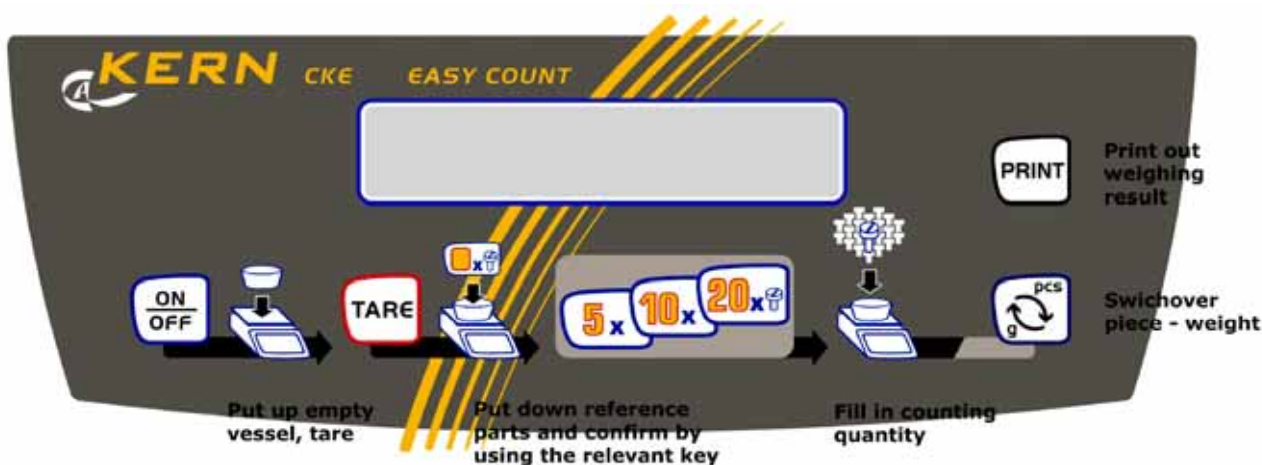 KERN CKE EASY COUNT
PRINT
Print out
weighing
result
ON
OFF
TARE
0x
5x
10x
20x
pcs
g
Swichover
piece - weight
Put up empty
vessel, tare
Put down reference
parts and confirm by
using the relevant key
Fill in counting
quantity